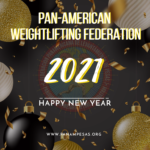 PAN-AMERICAN
WEIGHTLIFTING FEDERATION
2021
HAPPY NEW YEAR
WWW.PANAMPESAS.ORG